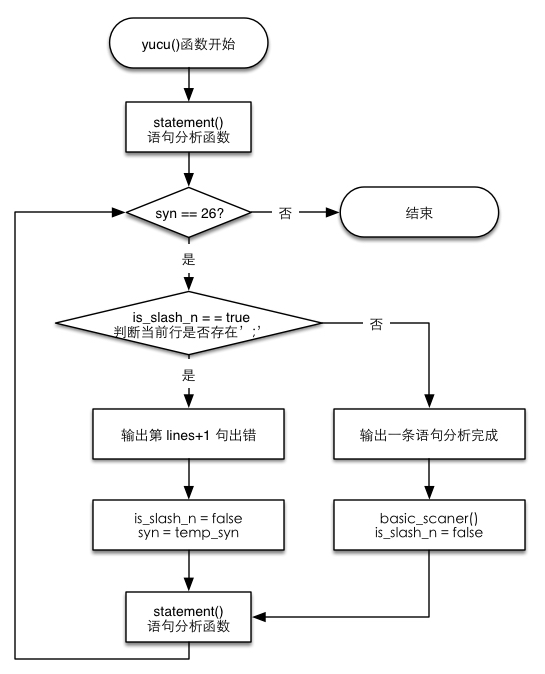 yucu()函数开始
statement()
语句分析函数
syn == 26?
否
结束
是
is_slash_n == true
判断当前行是否存在’;’
否
是
输出第 lines+1 句出错
输出一条语句分析完成
is_slash_n = false
syn = temp_syn
basic_scaner()
is_slash_n = false
statement()
语句分析函数